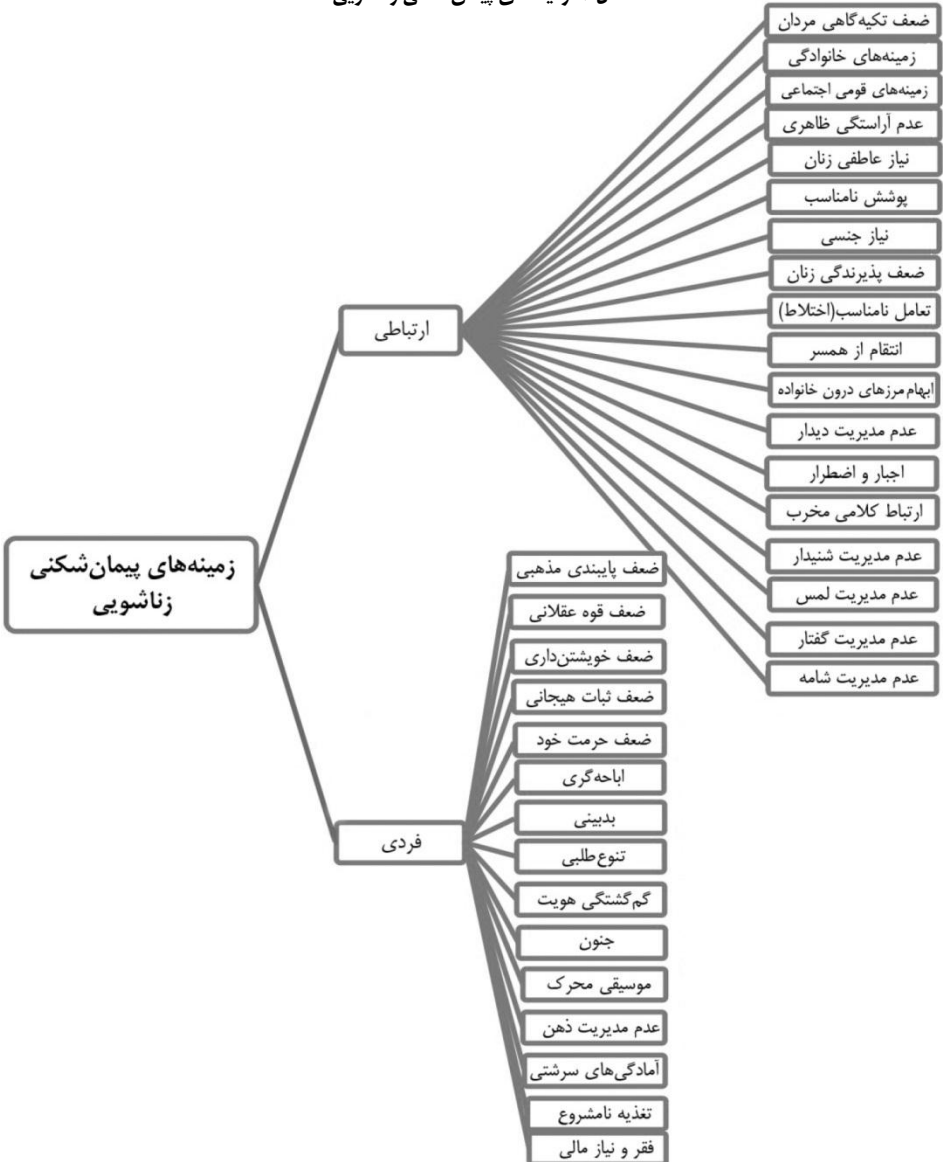 ضعف تکیه‌گاهی مردان
زمینه‌های خانوادگی
زمینه‌های قومی اجتماعی
عدم آراستگی ظاهری
نیاز عاطفی زنان
پوشش نامناسب
نیاز جنسی
ضعف پذیرندگی زنان
تعامل نامناسب(اختلاط)
انتقام از همسر
ابهام مرزهای درون خانواده
عدم مدیریت دیدار
اجبار و اضطرار
ارتباط کلامی مخرب
عدم مدیریت شنیدار
عدم مدیریت لمس
عدم مدیریت گفتار
عدم مدیریت شامه
ارتباطی
زمینه‌های پیمان‌شکنی
زناشویی
ضعف پایبندی مذهبی
ضعف قوه عقلانی
ضعف خویشتن‌داری
ضعف ثبات هیجانی
ضعف حرمت خود
اباحه‌گری
بدبینی
تنوع‌طلبی
گم‌گشتگی هویت
جنون
موسیقی محرک
عدم مدیریت ذهن
آمادگی‌های سرشتی
تغذیه نامشروع
فقر و نیاز مالی
فردی